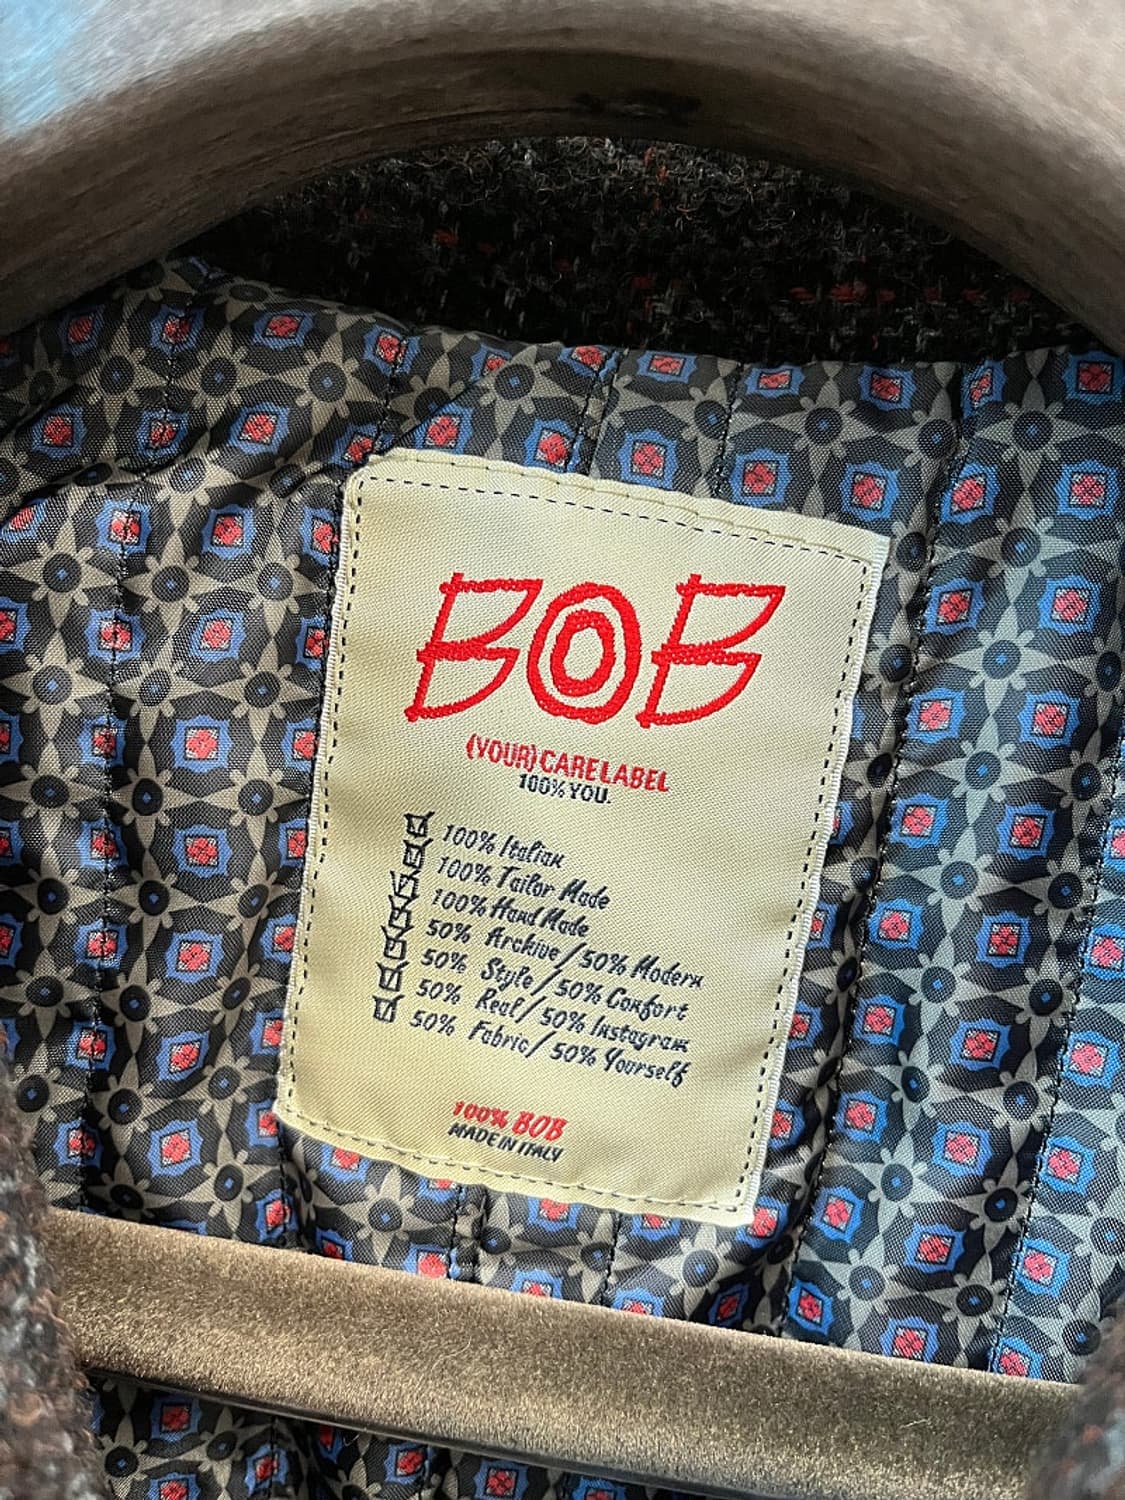 BOB
(YOUR) CARE LABEL
100% YOU.
100% Italian
100% Tailor Made
100% Hand Made
50% Archive / 50% Modern
50% Style / 50% Confort
50% Real / 50% Instagram
50% Fabric / 50% Yourself
100% BOB
MADE IN ITALY